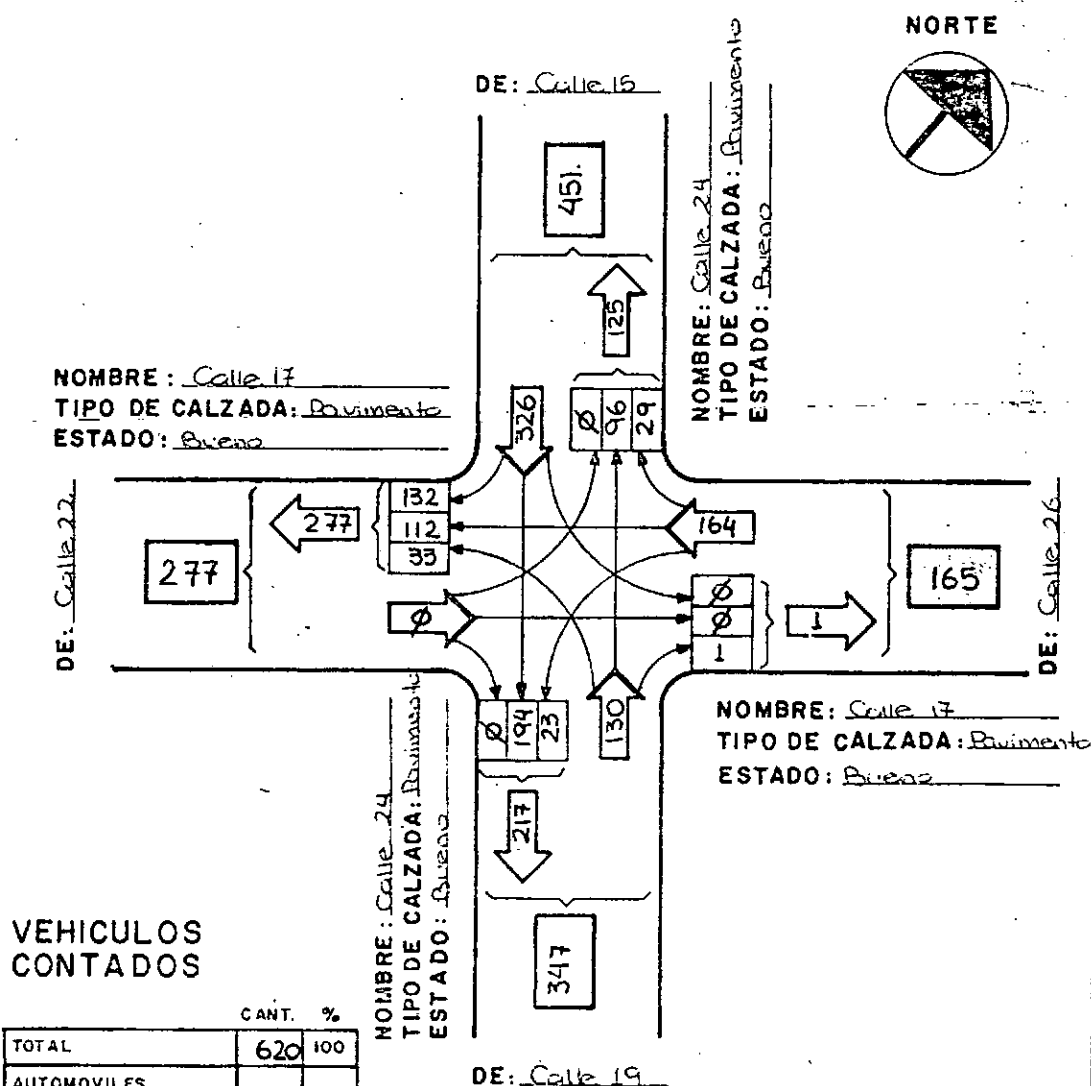 NORTE
DE: Calle 15
451.
NOMBRE: Calle 24
TIPO DE CALZADA: Pavimento
ESTADO: Bueno
125
NOMBRE: Calle 17
TIPO DE CALZADA: Pavimento
ESTADO: Bueno
326
Ø 96 29
DE: Calle 22
277
277
132
112
33
164
165
DE: Calle 26
Ø
Ø
Ø
1
1
Ø 194 23
130
NOMBRE: Calle 17
TIPO DE CALZADA: Pavimento
ESTADO: Bueno
217
NOMBRE: Calle 24
TIPO DE CALZADA: Pavimento
ESTADO: Bueno
347
VEHICULOS
CONTADOS
CANT. %
TOTAL 620 100
AUTOMOVILES
DE: Calle 19